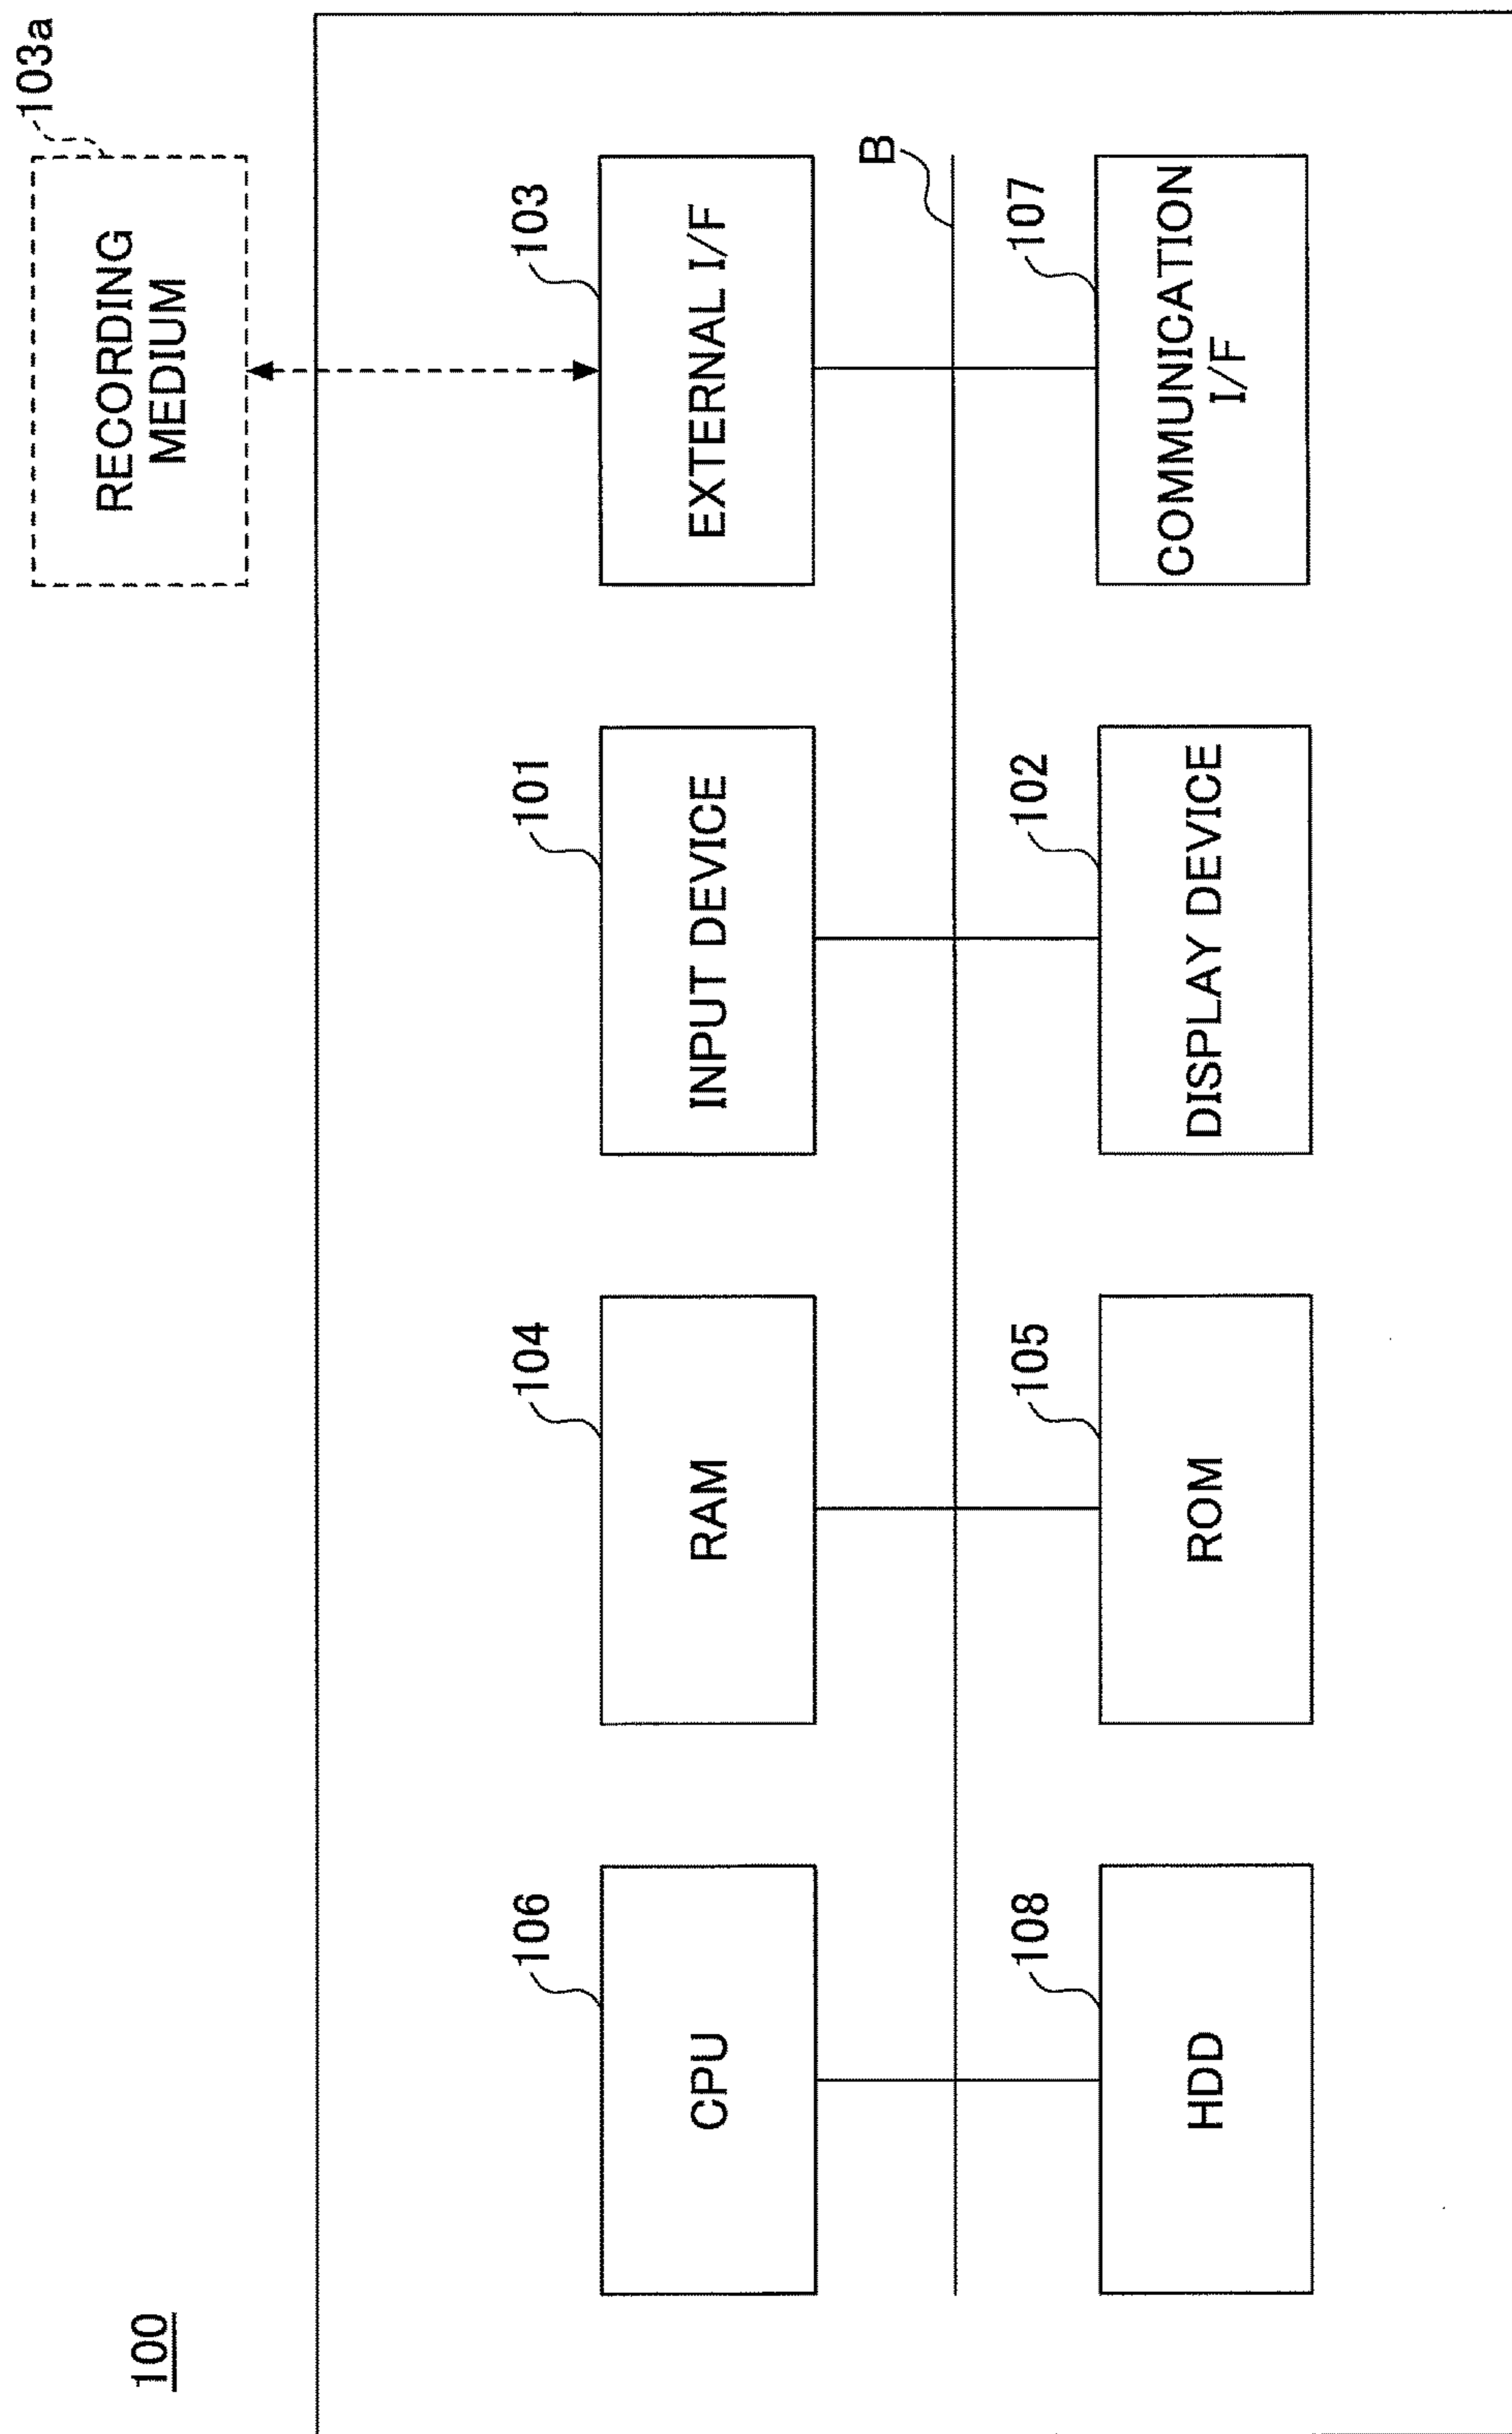 100
106
CPU
104
RAM
101
INPUT DEVICE
103
EXTERNAL I/F
103a
RECORDING
MEDIUM
B
108
HDD
105
ROM
102
DISPLAY DEVICE
107
COMMUNICATION
I/F